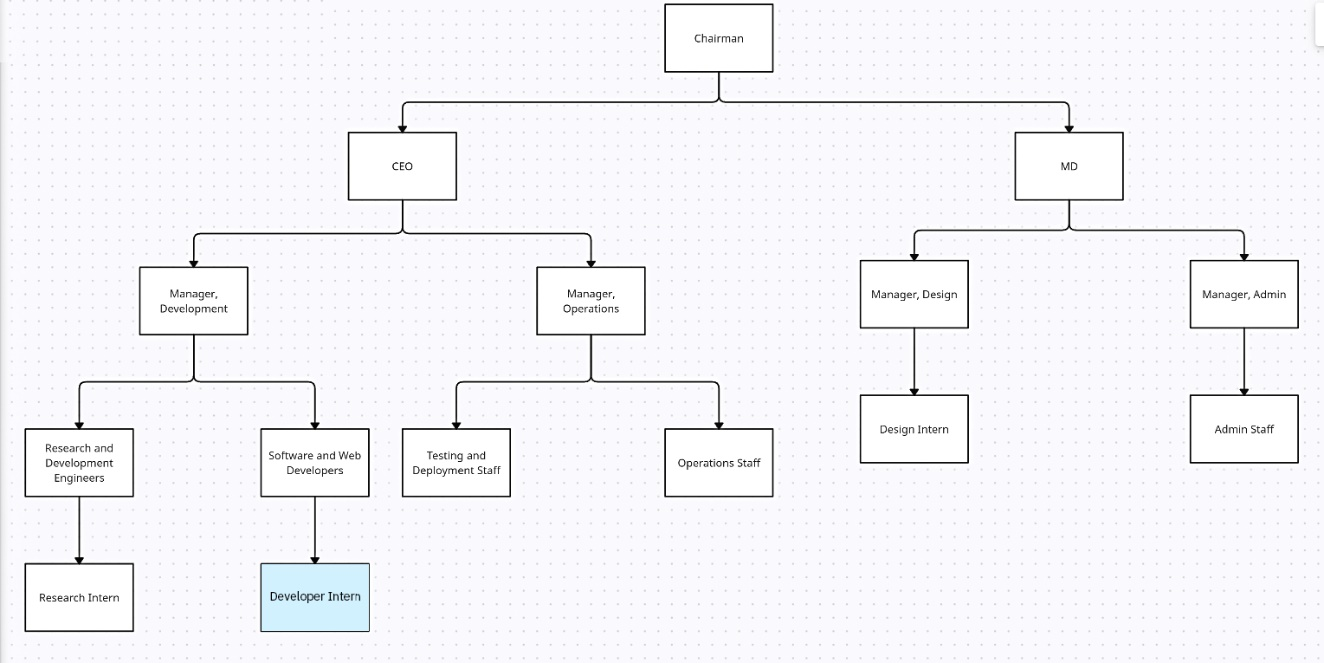 Chairman
CEO
MD
Manager,
Development
Manager,
Operations
Manager, Design
Manager, Admin
Research and
Development
Engineers
Software and Web
Developers
Testing and
Deployment Staff
Operations Staff
Design Intern
Admin Staff
Research Intern
Developer Intern